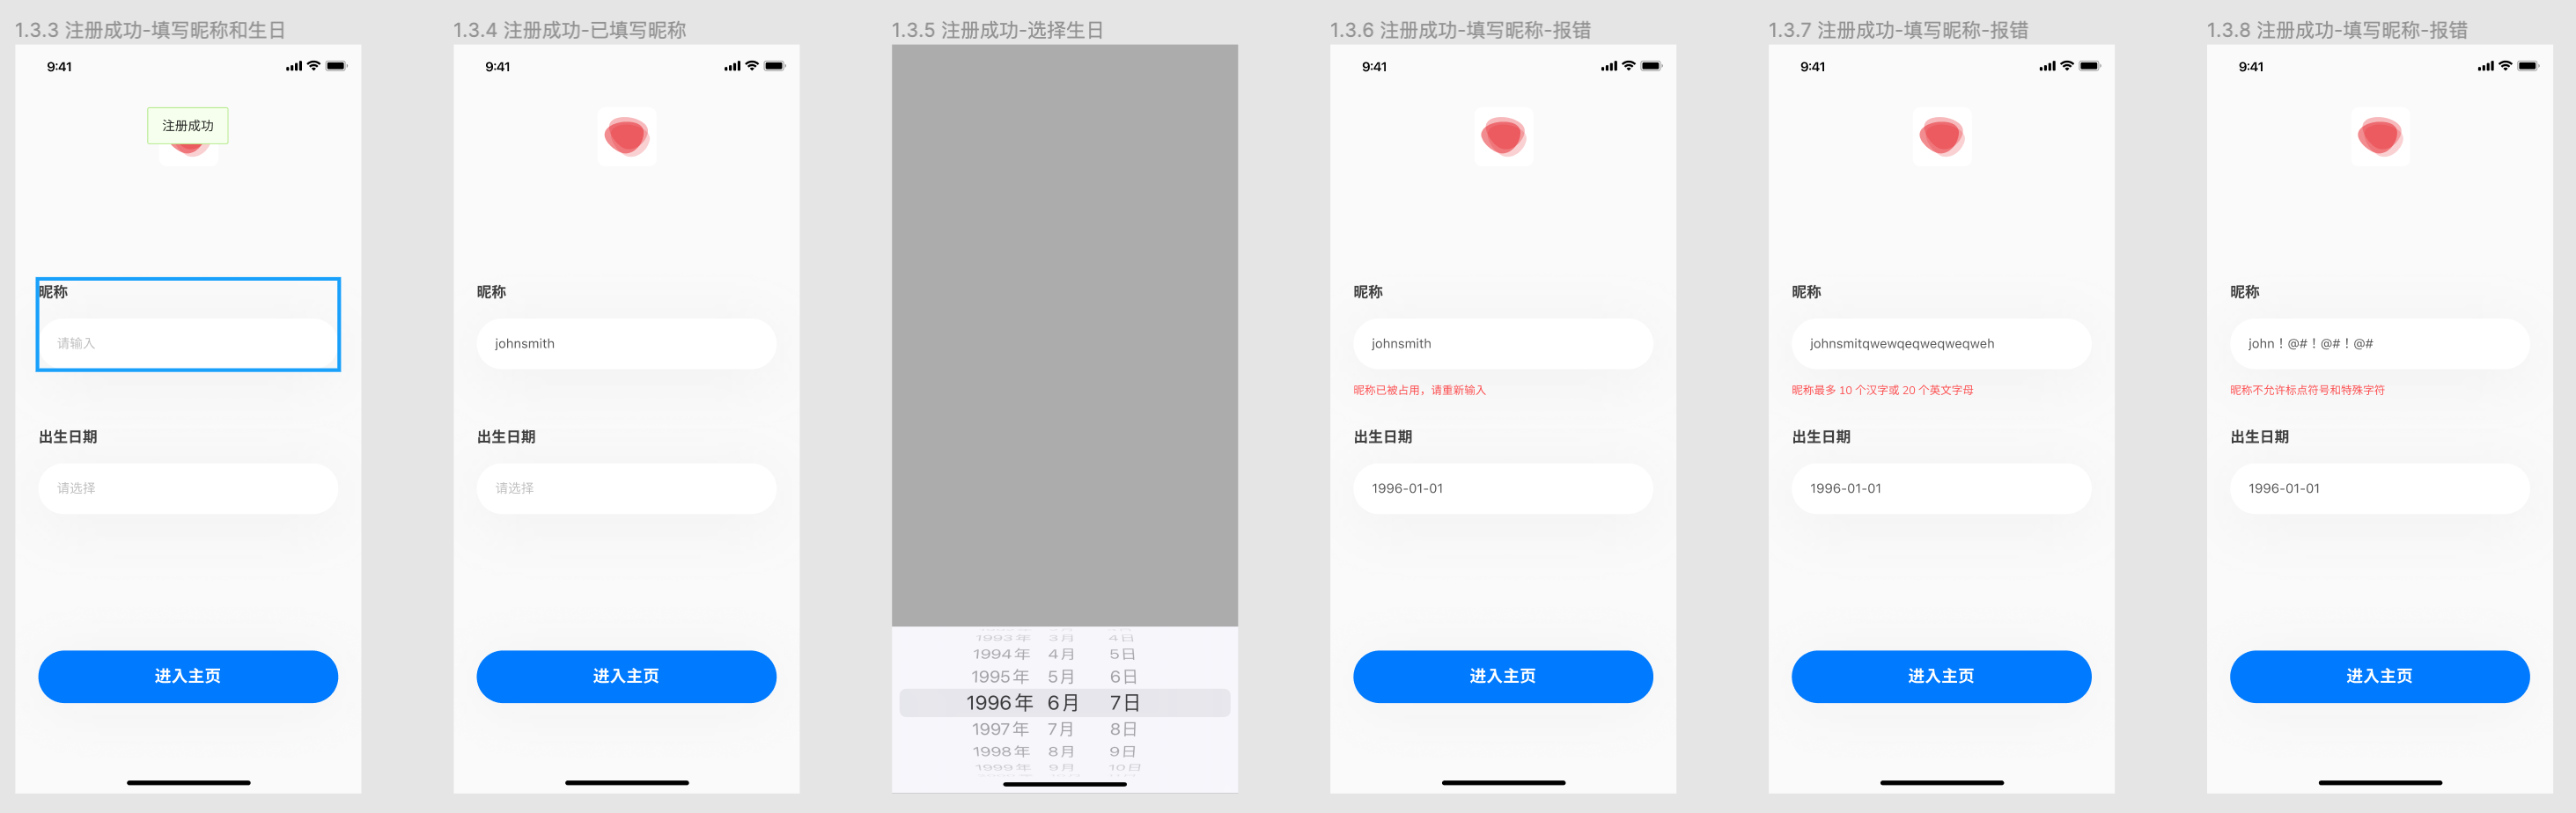 1.3.3 注册成功-填写昵称和生日
9:41
注册成功
昵称
请输入
出生日期
请选择
进入主页
1.3.4 注册成功-已填写昵称
9:41
昵称
johnsmith
出生日期
请选择
进入主页
1.3.5 注册成功-选择生日
1993年 3月 4日
1994年 4月 5日
1995年 5月 6日
1996年 6月 7日
1997年 7月 8日
1998年 8月 9日
1999年 9月 10日
1.3.6 注册成功-填写昵称-报错
9:41
昵称
johnsmith
昵称已被占用，请重新输入
出生日期
1996-01-01
进入主页
1.3.7 注册成功-填写昵称-报错
9:41
昵称
johnsmitqwewqeqweqweqweh
昵称最多 10 个汉字或 20 个英文字母
出生日期
1996-01-01
进入主页
1.3.8 注册成功-填写昵称-报错
9:41
昵称
john！@#！@#！@#
昵称不允许标点符号和特殊字符
出生日期
1996-01-01
进入主页